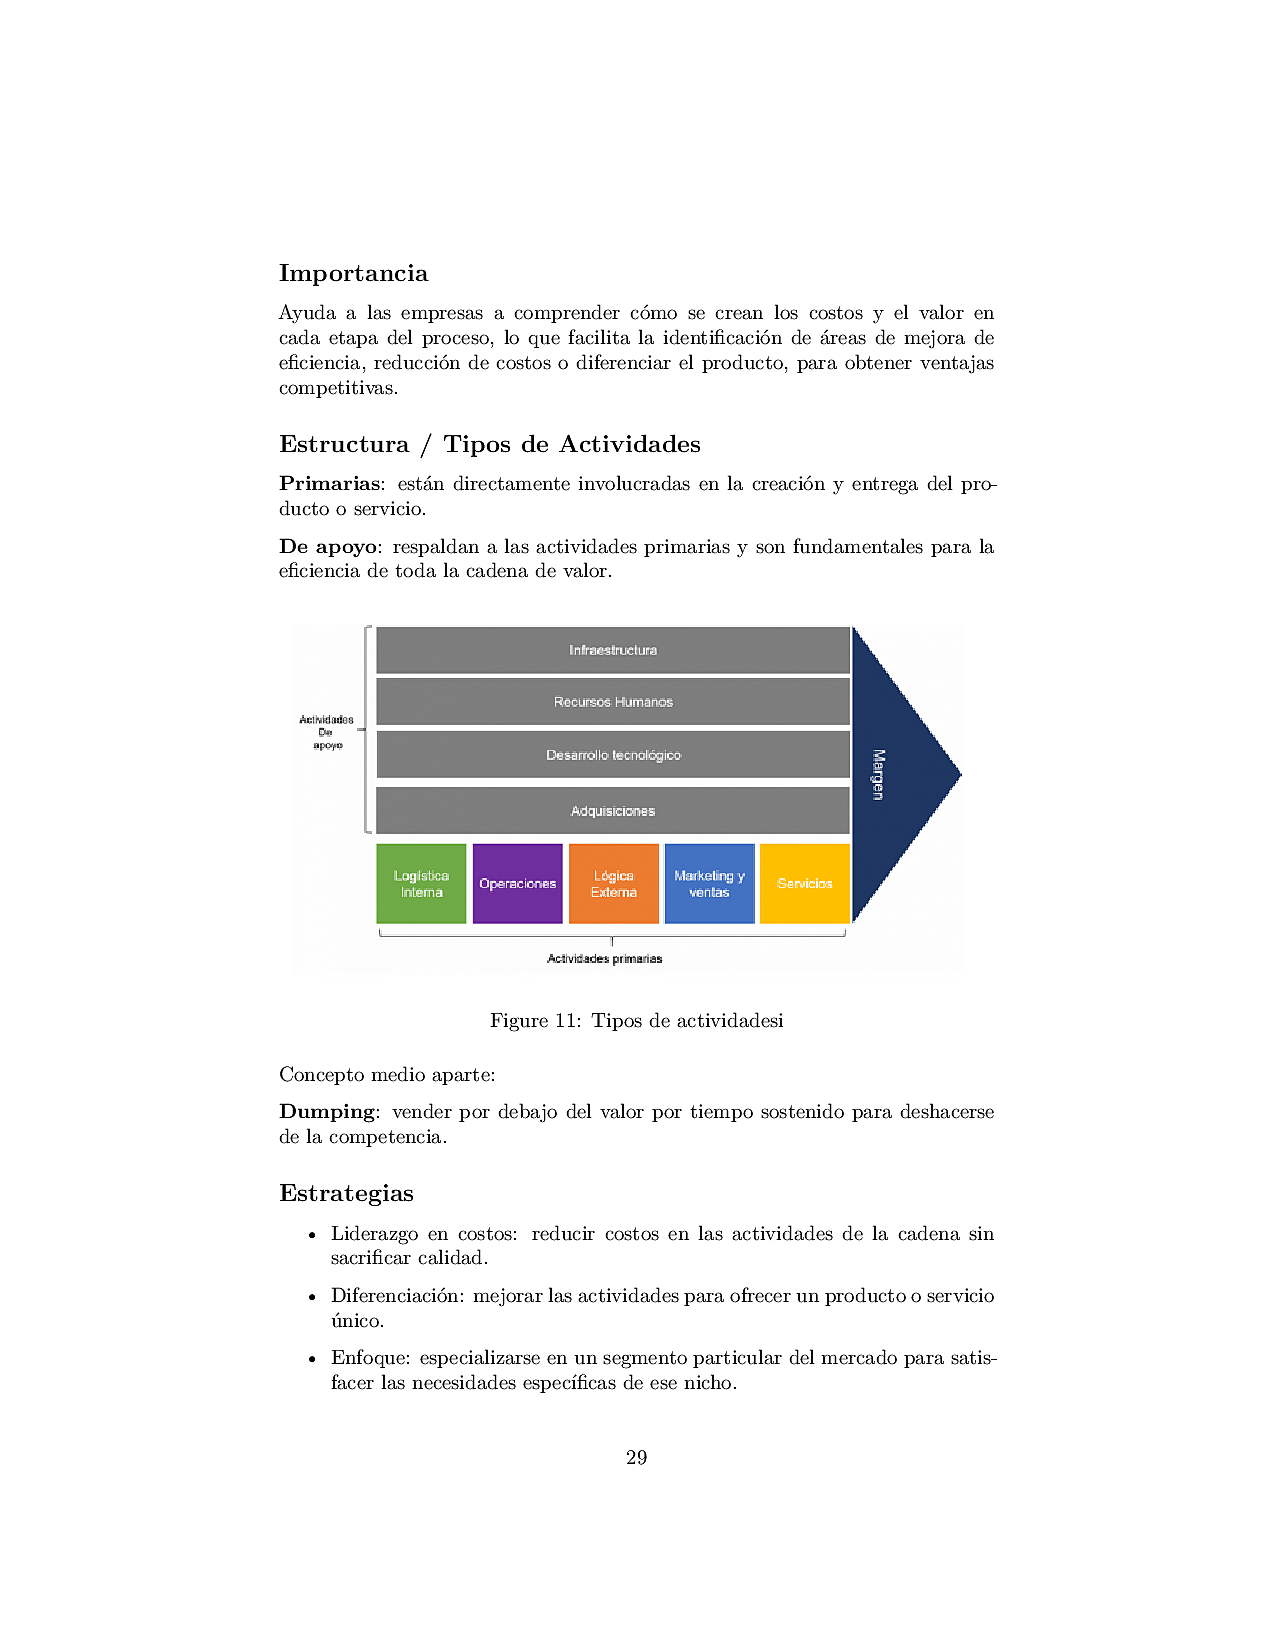 Importancia
Ayuda a las empresas a comprender cómo se crean los costos y el valor en
cada etapa del proceso, lo que facilita la identificación de áreas de mejora de
eficiencia, reducción de costos o diferenciar el producto, para obtener ventajas
competitivas.
Estructura / Tipos de Actividades
Primarias: están directamente involucradas en la creación y entrega del pro-
ducto o servicio.
De apoyo: respaldan a las actividades primarias y son fundamentales para la
eficiencia de toda la cadena de valor.
Actividades
De
apoyo
Infraestructura
Recursos Humanos
Desarrollo tecnológico
Adquisiciones
Margen
Logística
Interna
Operaciones
Lógica
Externa
Marketing y
ventas
Servicios
Actividades primarias
Figure 11: Tipos de actividadesi
Concepto medio aparte:
Dumping: vender por debajo del valor por tiempo sostenido para deshacerse
de la competencia.
Estrategias
• Liderazgo en costos: reducir costos en las actividades de la cadena sin
sacrificar calidad.
• Diferenciación: mejorar las actividades para ofrecer un producto o servicio
único.
• Enfoque: especializarse en un segmento particular del mercado para satis-
facer las necesidades específicas de ese nicho.
29